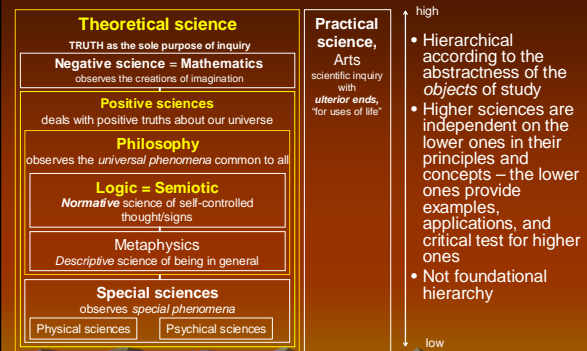 Theoretical science
TRUTH as the sole purpose of inquiry
Negative science = Mathematics
observes the creations of imagination
Positive sciences
deals with positive truths about our universe
Philosophy
observes the universal phenomena common to all
Logic = Semiotic
Normative science of self-controlled
thought/signs
Metaphysics
Descriptive science of being in general
Special sciences
observes special phenomena
Physical sciences
Psychical sciences
Practical
science,
Arts
scientific inquiry
with
ulterior ends,
"for uses of life"
high
• Hierarchical
according to the
abstractness of the
objects of study
• Higher sciences are
independent on the
lower ones in their
principles and
concepts – the lower
ones provide
examples,
applications, and
critical test for higher
ones
• Not foundational
hierarchy
low